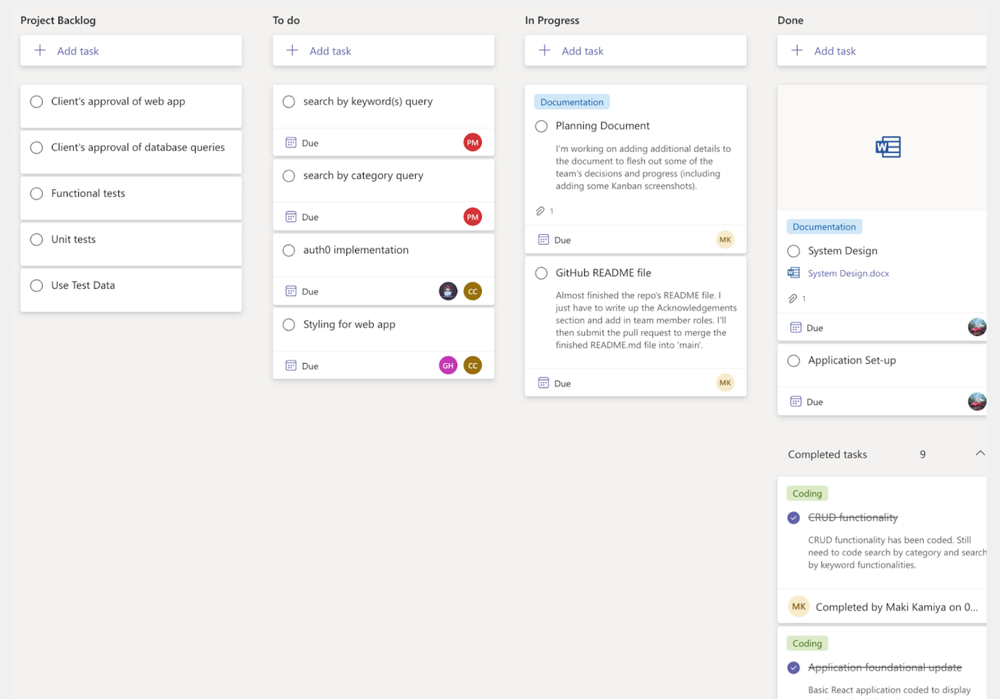 Project Backlog
Add task
Client's approval of web app
Client's approval of database queries
Functional tests
Unit tests
Use Test Data
To do
Add task
search by keyword(s) query
Due
PM
search by category query
Due
PM
auth0 implementation
Due
CC
Styling for web app
Due
GH
CC
In Progress
Add task
Documentation
Planning Document
I'm working on adding additional details to
the document to flesh out some of the
team's decisions and progress (including
adding some Kanban screenshots).
1
Due
MK
GitHub README file
Almost finished the repo's README file. I
just have to write up the Acknowledgements
section and add in team member roles. I'll
then submit the pull request to merge the
finished README.md file into 'main'.
Due
MK
Done
Add task
W
Documentation
System Design
System Design.docx
1
Due
Application Set-up
Due
Completed tasks 9
Coding
CRUD functionality
CRUD functionality has been coded. Still
need to code search by category and search
by keyword functionalities.
MK Completed by Maki Kamiya on 0...
Coding
Application foundational update
Basic React application coded to display